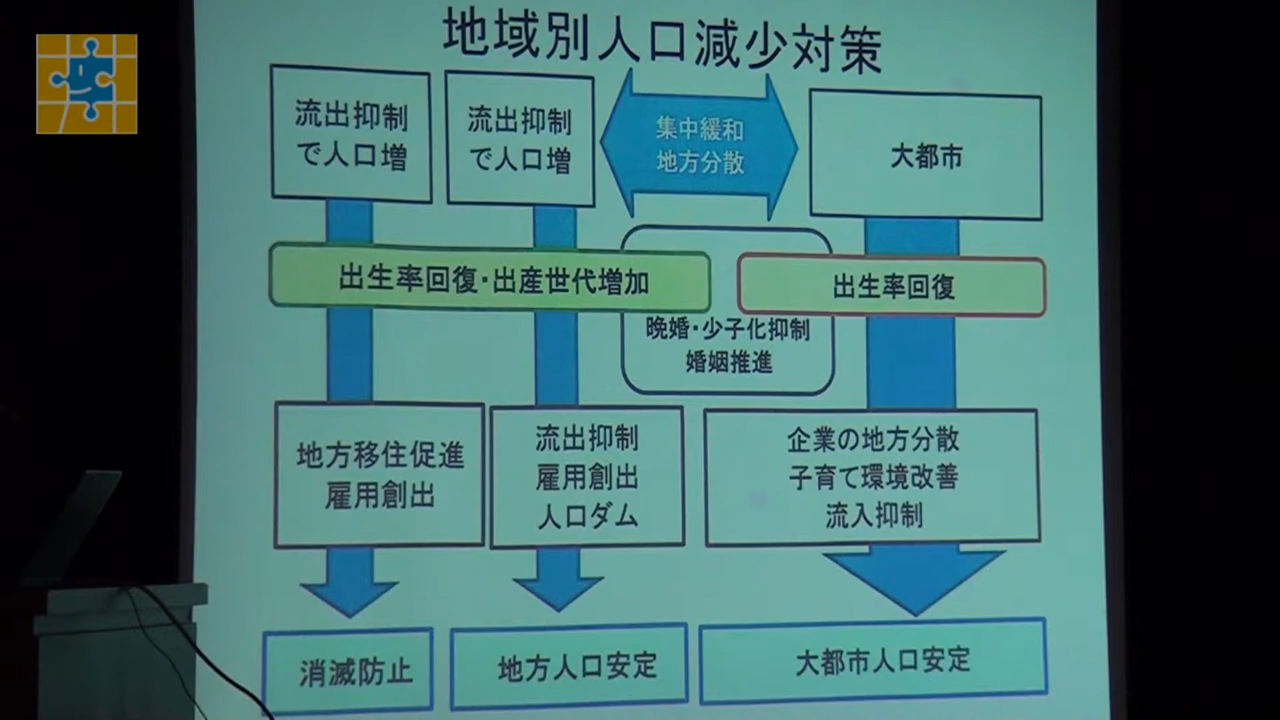 地域別人口減少対策
流出抑制
で人口増
流出抑制
で人口増
集中緩和
地方分散
大都市
出生率回復・出産世代増加
出生率回復
晩婚・少子化抑制
婚姻推進
地方移住促進
雇用創出
流出抑制
雇用創出
人口ダム
企業の地方分散
子育て環境改善
流入抑制
消滅防止
地方人口安定
大都市人口安定